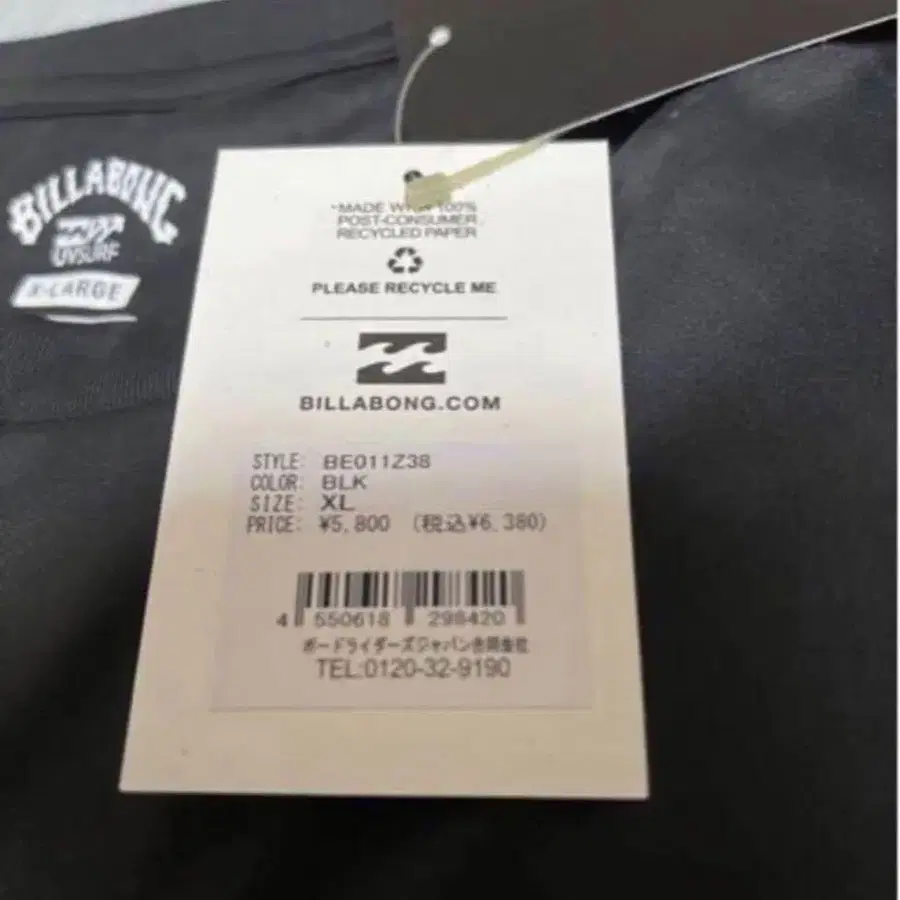 BILLABONG
UVSURF
X-LARGE
*MADE WITH 100%
POST-CONSUMER
RECYCLED PAPER
PLEASE RECYCLE ME
BILLABONG.COM
STYLE: BE011Z38
COLOR: BLK
SIZE: XL
PRICE: ¥5,800 (税込¥6,380)
4 550618 298420
ボードライダーズジャパン合同会社
TEL:0120-32-9190